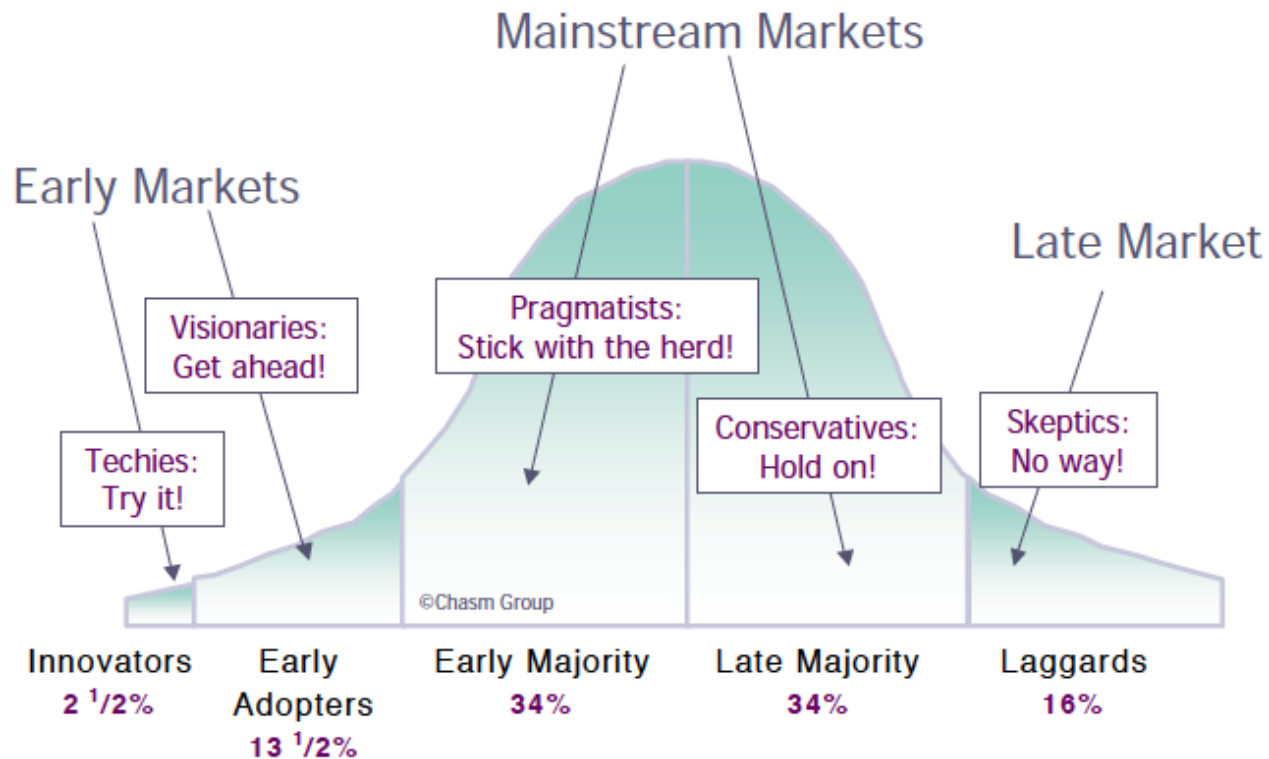 Mainstream Markets
Early Markets
Late Market
Visionaries:
Get ahead!
Pragmatists:
Stick with the herd!
Techies:
Try it!
Conservatives:
Hold on!
Skeptics:
No way!
©Chasm Group
Innovators
2 1/2%
Early
Adopters
13 1/2%
Early Majority
34%
Late Majority
34%
Laggards
16%